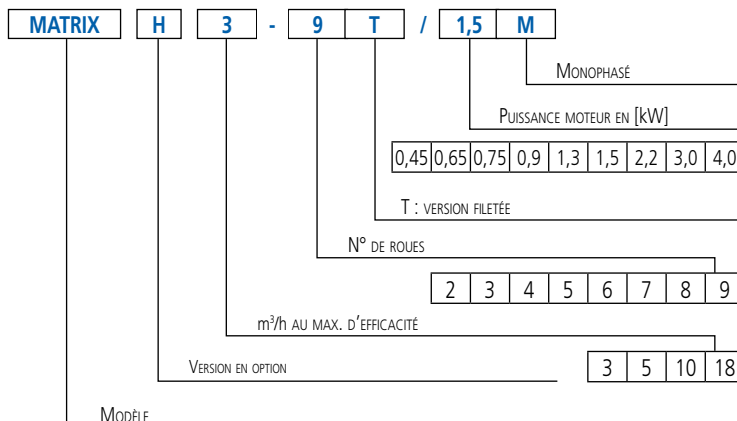 MATRIX H 3 - 9 T / 1,5 M
Monophasé
Puissance moteur en [kW]
0,45 0,65 0,75 0,9 1,3 1,5 2,2 3,0 4,0
T : version filetée
N° de roues
2 3 4 5 6 7 8 9
m³/h au max. d'efficacité
3 5 10 18
Version en option
Modèle